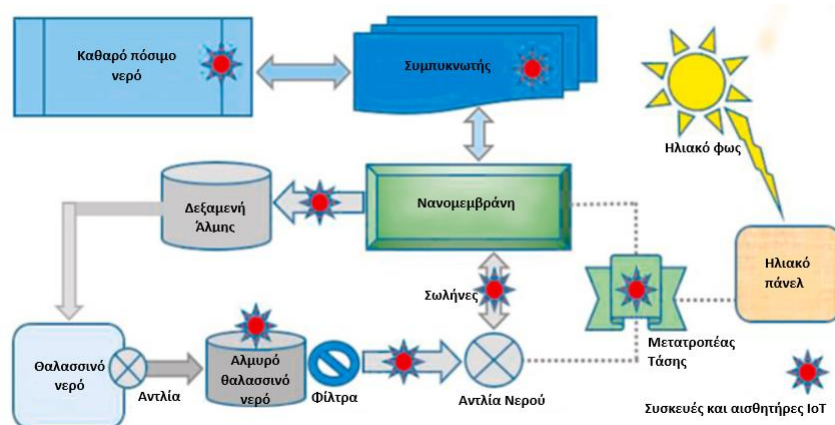 Καθαρό πόσιμο
νερό
Συμπυκνωτής
Ηλιακό φως
Δεξαμενή
Άλμης
Νανομεμβράνη
Ηλιακό
πάνελ
Σωλήνες
Μετατροπέας
Τάσης
Θαλασσινό
νερό
Αντλία
Αλμυρό
θαλασσινό
νερό
Φίλτρα
Αντλία Νερού
Συσκευές και αισθητήρες IoT